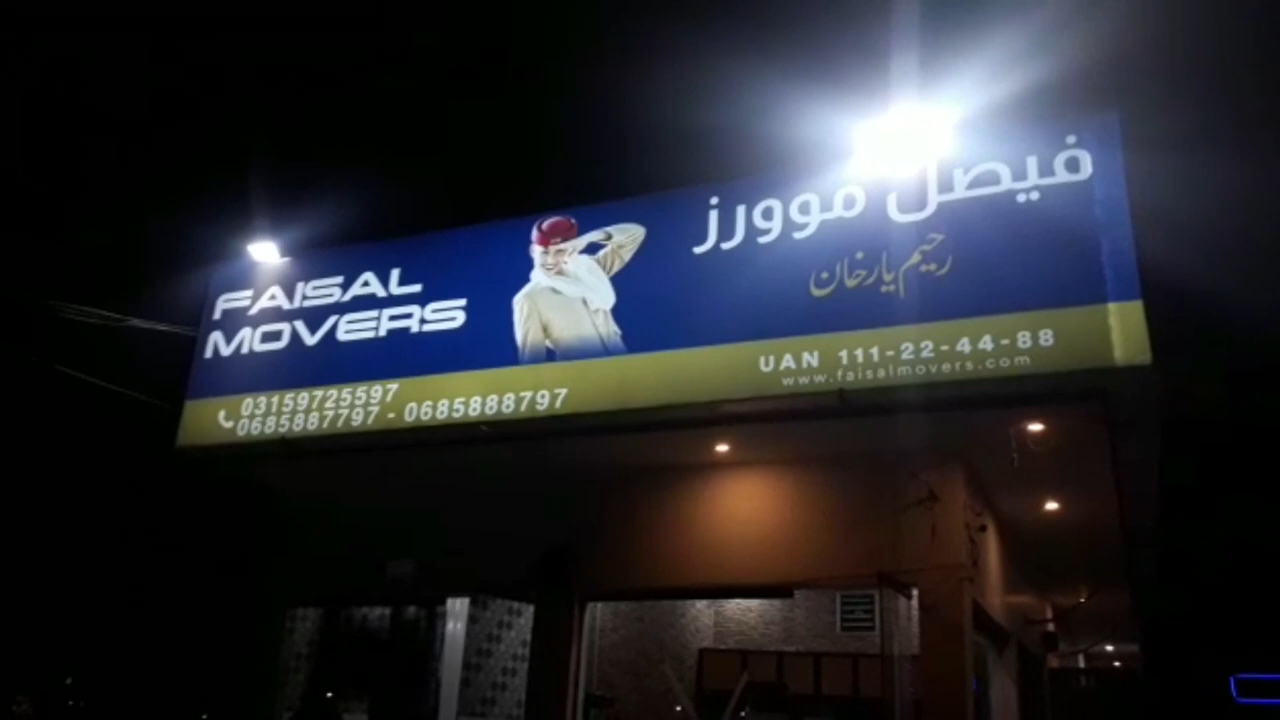 FAISAL
MOVERS
فیصل موورز
رحیم یارخان
03159725597
0685887797 - 0685888797
UAN 111-22-44-88
www.faisalmovers.com